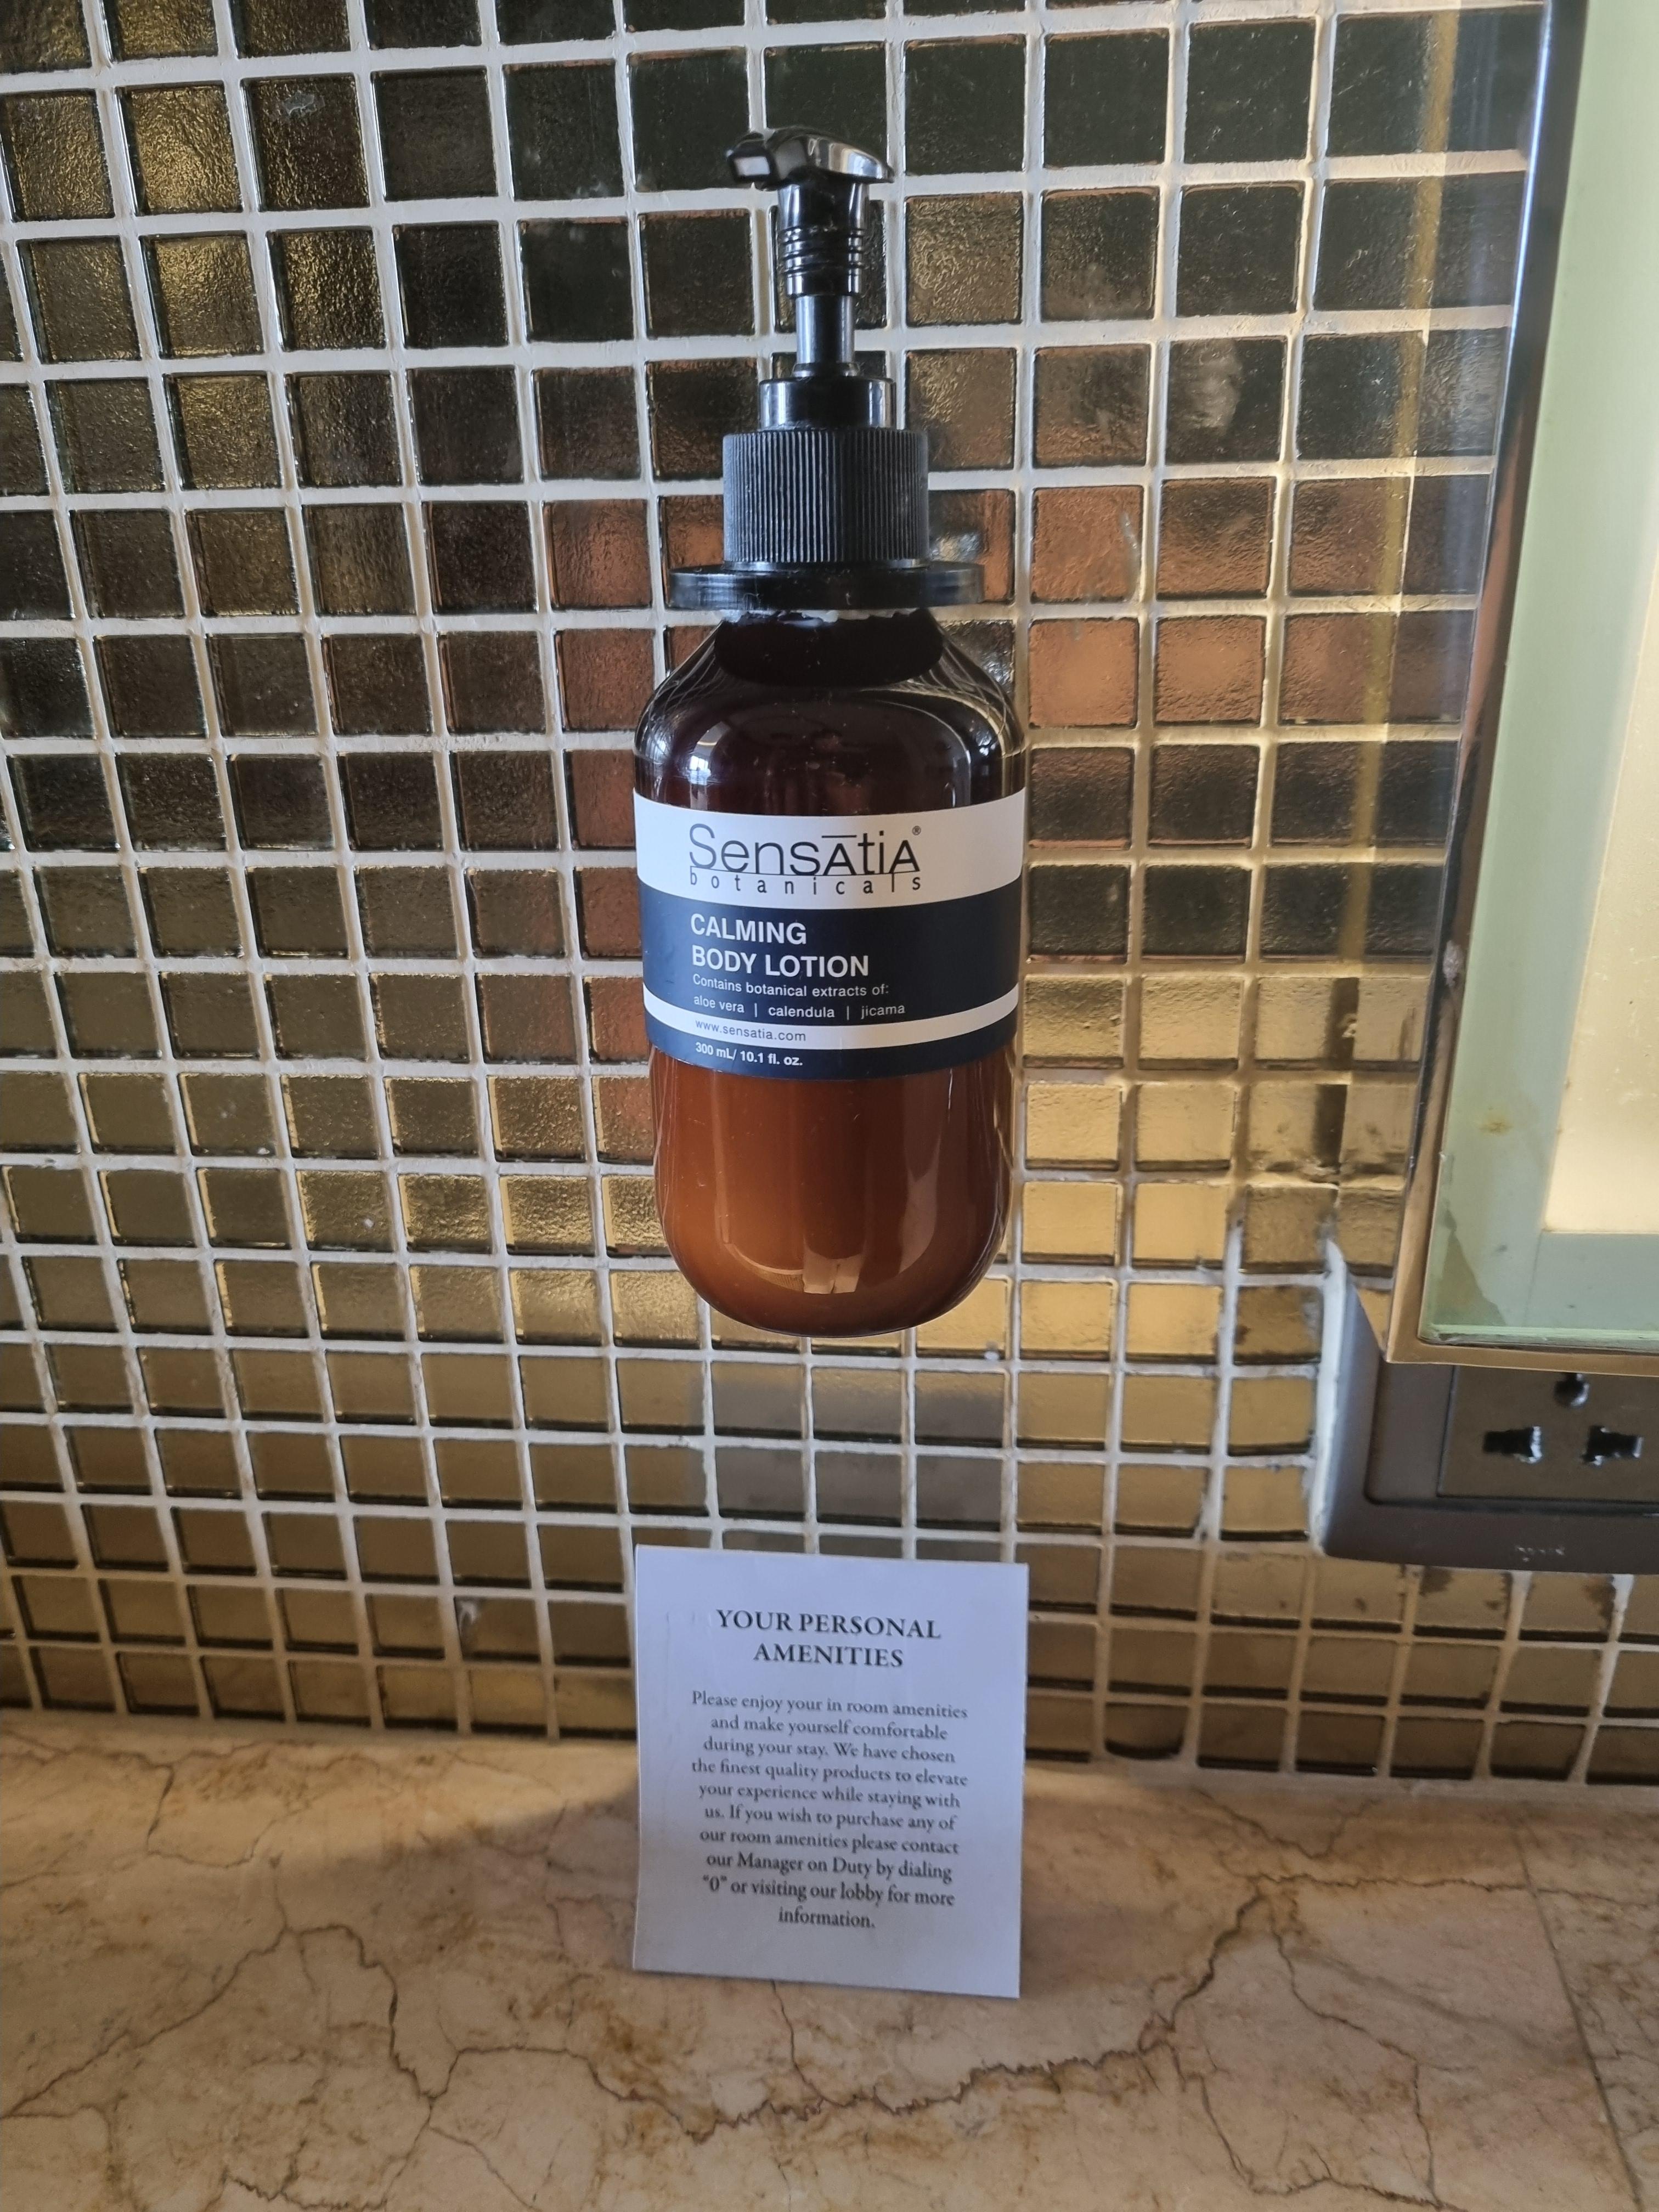 Sensatia®
botanicals
CALMING
BODY LOTION
Contains botanical extracts of:
aloe vera | calendula | jicama
www.sensatia.com
300 mL/ 10.1 fl. oz.
YOUR PERSONAL
AMENITIES
Please enjoy your in room amenities
and make yourself comfortable
during your stay. We have chosen
the finest quality products to elevate
your experience while staying with
us. If you wish to purchase any of
our room amenities please contact
our Manager on Duty by dialing
"0" or visiting our lobby for more
information.